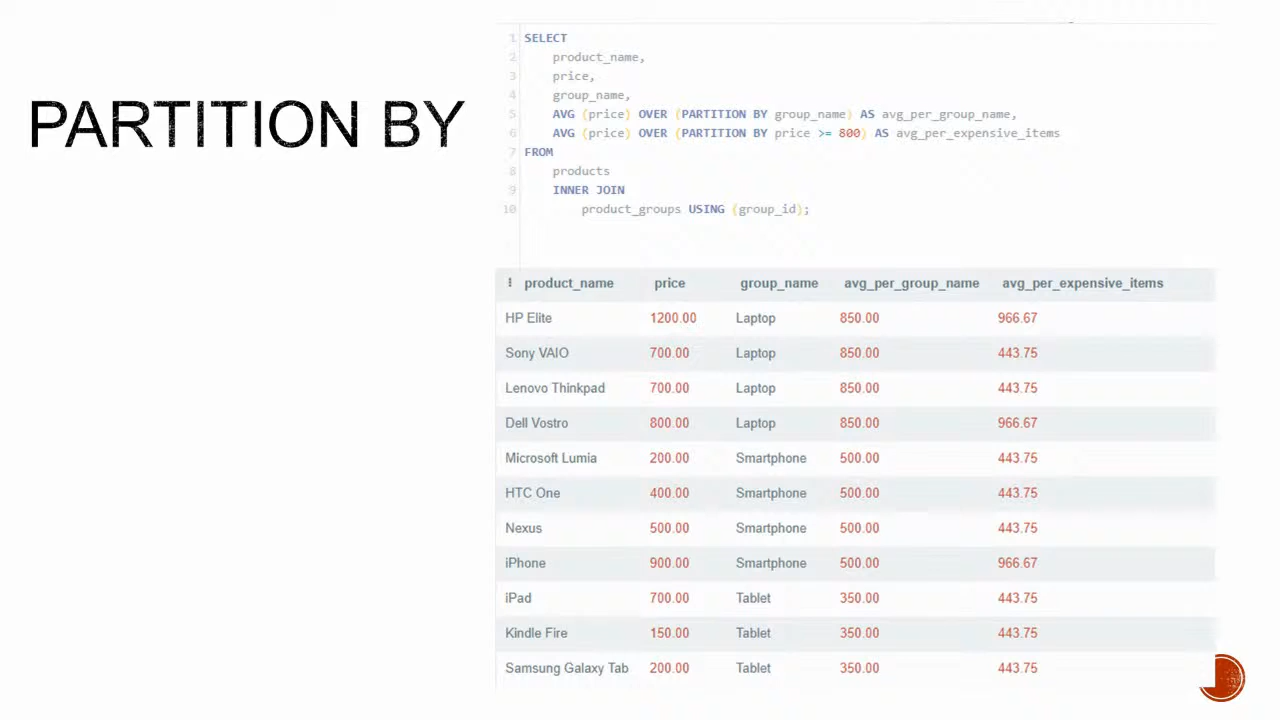 PARTITION BY
1 SELECT
2 product_name,
3 price,
4 group_name,
5 AVG (price) OVER (PARTITION BY group_name) AS avg_per_group_name,
6 AVG (price) OVER (PARTITION BY price >= 800) AS avg_per_expensive_items
7 FROM
8 products
9 INNER JOIN
10 product_groups USING (group_id);
product_name price group_name avg_per_group_name avg_per_expensive_items
HP Elite 1200.00 Laptop 850.00 966.67
Sony VAIO 700.00 Laptop 850.00 443.75
Lenovo Thinkpad 700.00 Laptop 850.00 443.75
Dell Vostro 800.00 Laptop 850.00 966.67
Microsoft Lumia 200.00 Smartphone 500.00 443.75
HTC One 400.00 Smartphone 500.00 443.75
Nexus 500.00 Smartphone 500.00 443.75
iPhone 900.00 Smartphone 500.00 966.67
iPad 700.00 Tablet 350.00 443.75
Kindle Fire 150.00 Tablet 350.00 443.75
Samsung Galaxy Tab 200.00 Tablet 350.00 443.75